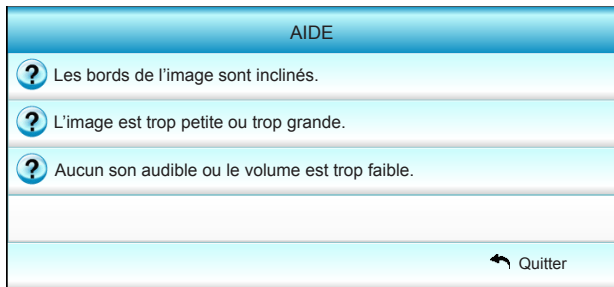 AIDE
Les bords de l’image sont inclinés.
L’image est trop petite ou trop grande.
Aucun son audible ou le volume est trop faible.
Quitter